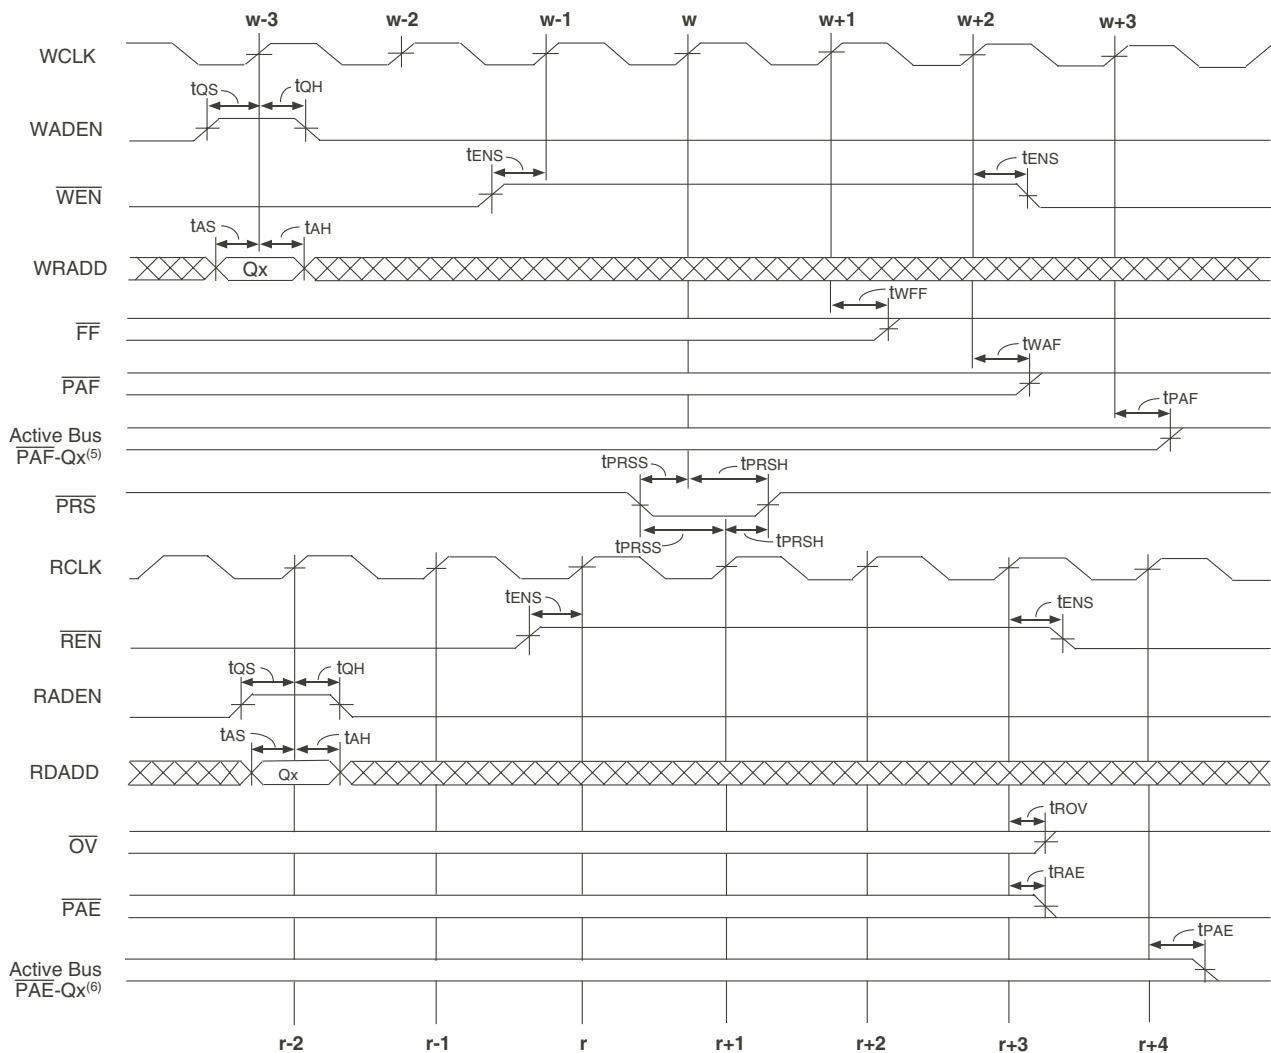 w-3 w-2 w-1 w w+1 w+2 w+3
WCLK
tQS tQH
WADEN
tENS tENS
WEN
tAS tAH
WRADD Qx
tWFF
FF
tWAF
PAF
tPAF
Active Bus
PAF-Qx(5)
tPRSS tPRSH
PRS
tPRSS tPRSH
RCLK
tENS tENS
REN
tQS tQH
RADEN
tAS tAH
RDADD Qx
tROV
OV
tRAE
PAE
tPAE
Active Bus
PAE-Qx(6)
r-2 r-1 r r+1 r+2 r+3 r+4